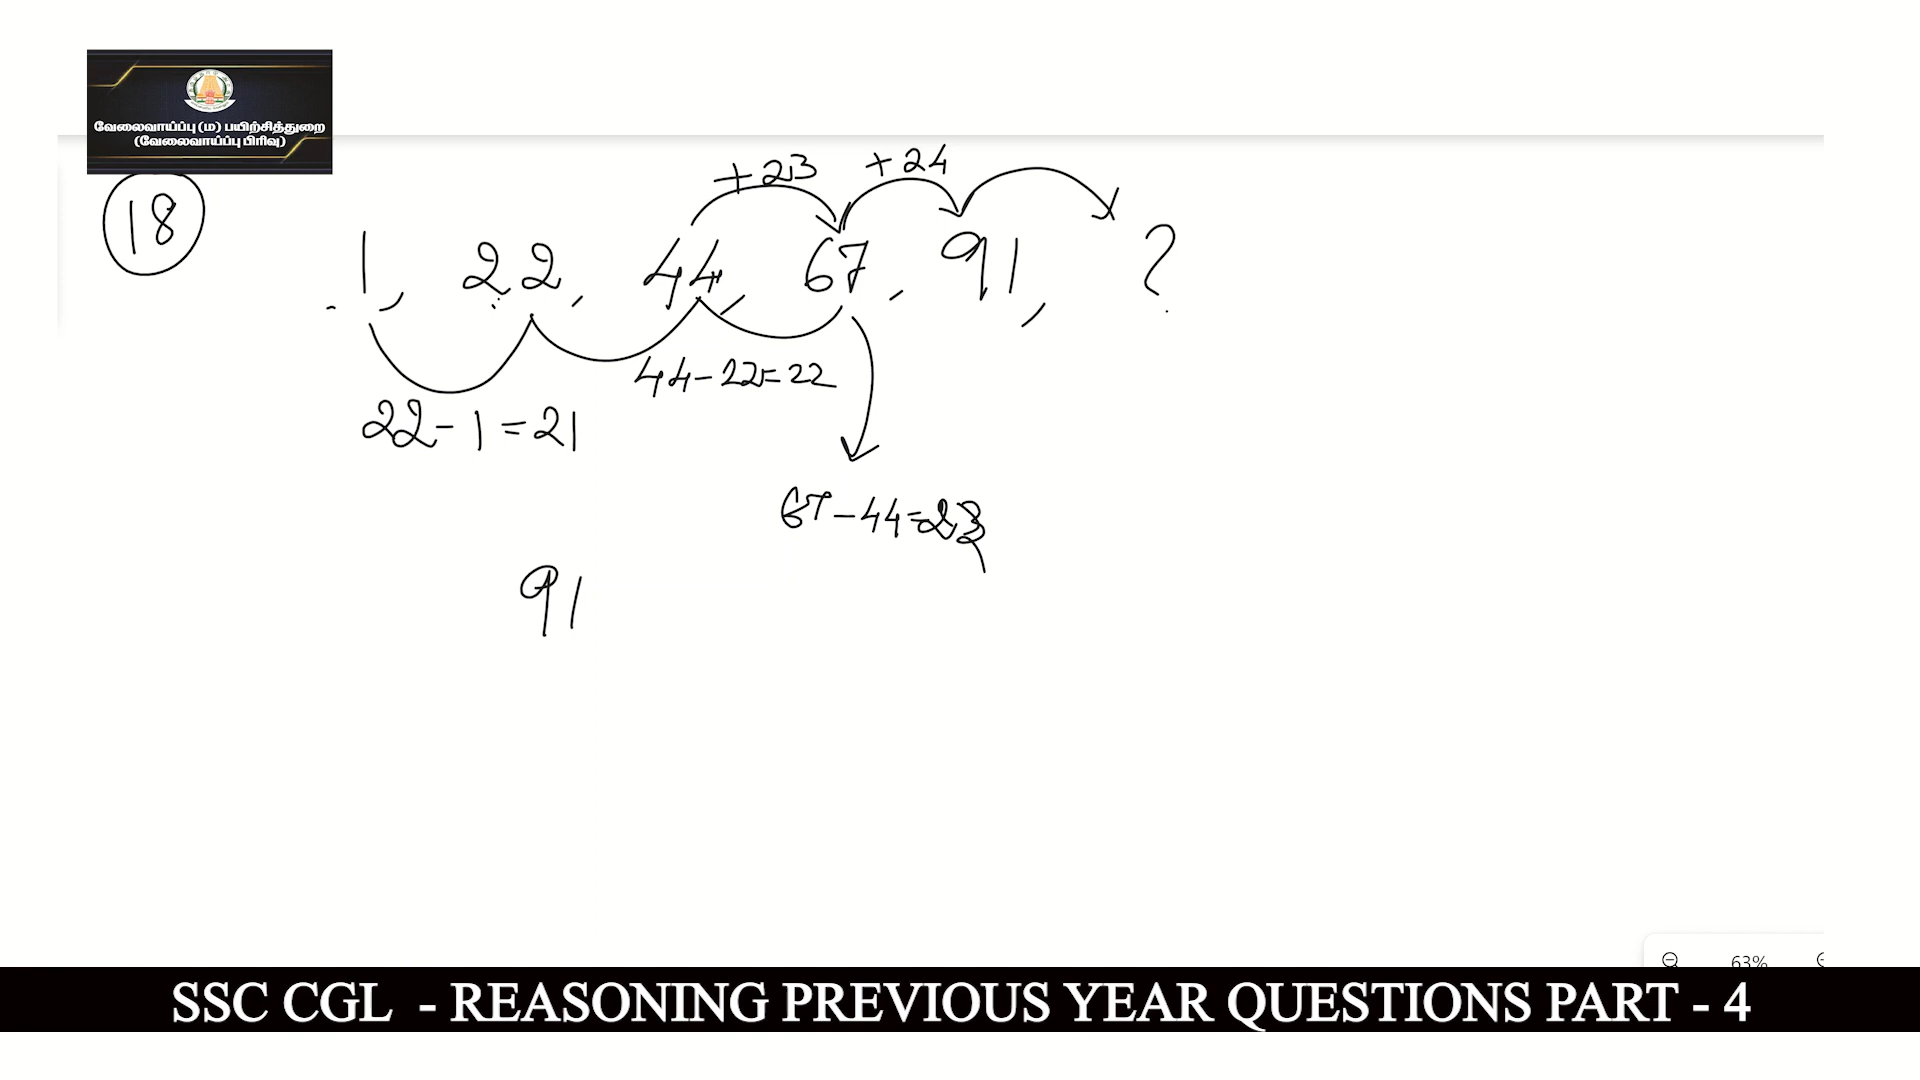 வேலைவாய்ப்பு (ம) பயிற்சித்துறை
(வேலைவாய்ப்பு பிரிவு)
18
+23 +24
1, 22, 44, 67, 91, ?
44-22=22
22-1=21
67-44=23
91
63%
SSC CGL - REASONING PREVIOUS YEAR QUESTIONS PART - 4